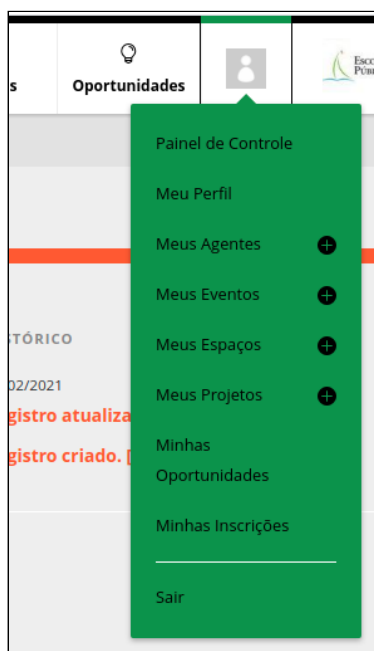 s
Oportunidades
Painel de Controle
Meu Perfil
Meus Agentes
Meus Eventos
Meus Espaços
TÓRICO
02/2021
Meus Projetos
gistro atualiza
Minhas
Oportunidades
gistro criado. [
Minhas Inscrições
Sair